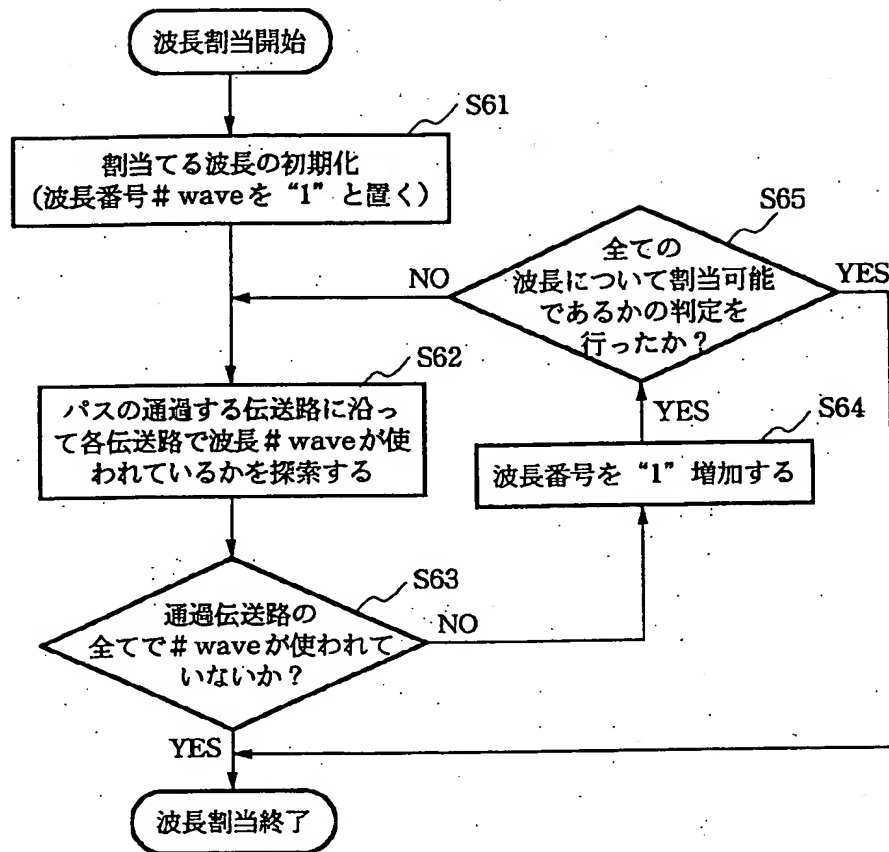 波長割当開始
S61
割当てる波長の初期化
(波長番号# waveを “1” と置く)
S65
全ての
波長について割当可能
であるかの判定を
行ったか？
NO
YES
S62
パスの通過する伝送路に沿っ
て各伝送路で波長# waveが使
われているかを探索する
YES
S64
波長番号を “1” 増加する
S63
通過伝送路の
全てで# waveが使われて
いないか？
NO
YES
波長割当終了